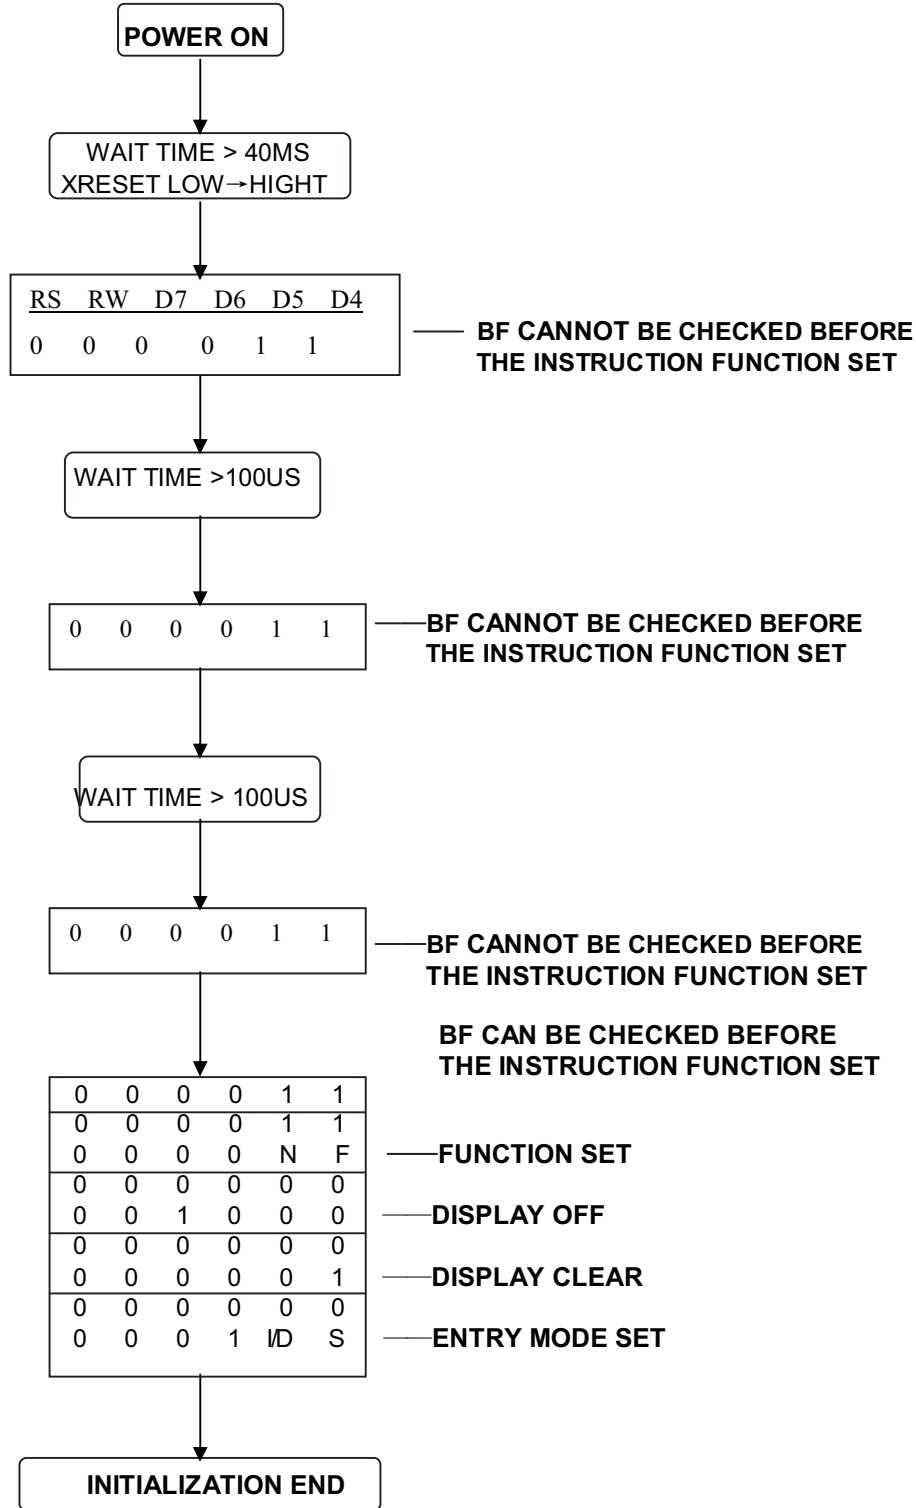 POWER ON
WAIT TIME > 40MS
XRESET LOW→HIGHT
RS RW D7 D6 D5 D4
0 0 0 0 1 1
BF CANNOT BE CHECKED BEFORE
THE INSTRUCTION FUNCTION SET
WAIT TIME >100US
0 0 0 0 1 1
BF CANNOT BE CHECKED BEFORE
THE INSTRUCTION FUNCTION SET
WAIT TIME > 100US
0 0 0 0 1 1
BF CANNOT BE CHECKED BEFORE
THE INSTRUCTION FUNCTION SET
BF CAN BE CHECKED BEFORE
THE INSTRUCTION FUNCTION SET
0 0 0 0 1 1
0 0 0 0 1 1
0 0 0 0 N F FUNCTION SET
0 0 0 0 0 0
0 0 1 0 0 0 DISPLAY OFF
0 0 0 0 0 0
0 0 0 0 0 1 DISPLAY CLEAR
0 0 0 0 0 0
0 0 0 1 I/D S ENTRY MODE SET
INITIALIZATION END